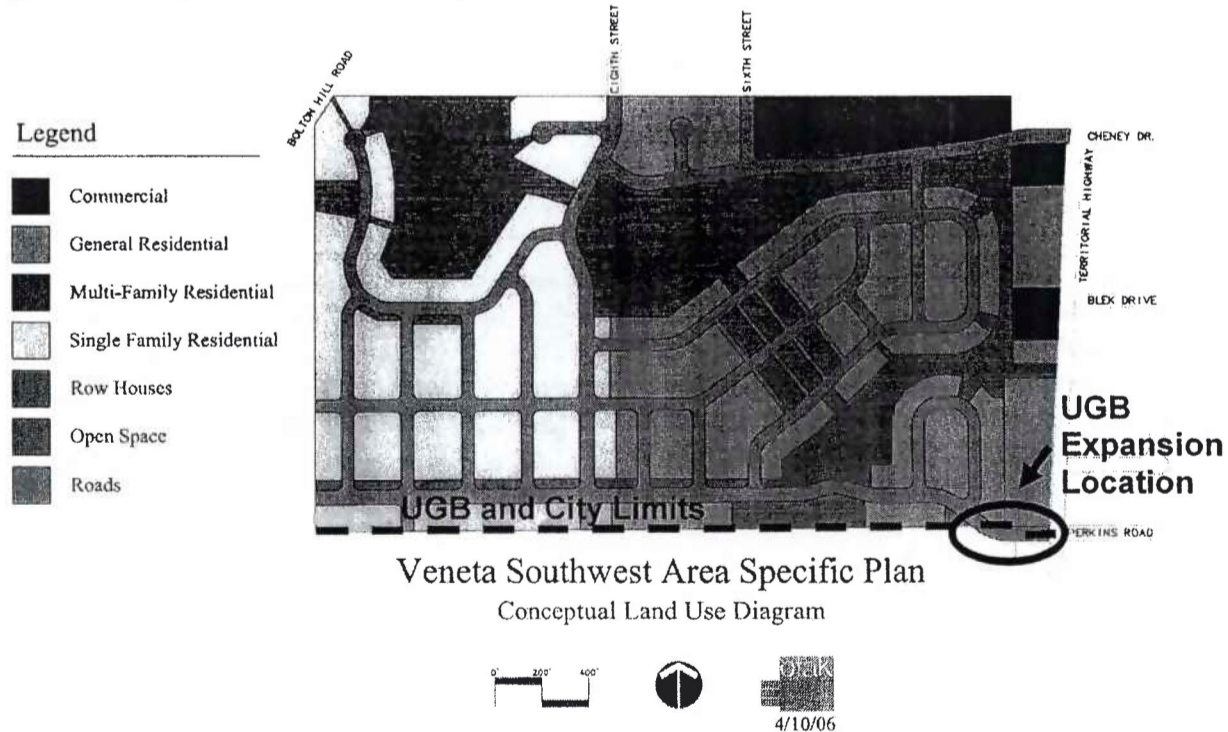 EIGHTH STREET
SIXTH STREET
BOLTON HILL ROAD
CHENEY DR.
TERRITORIAL HIGHWAY
BLEK DRIVE
Legend
Commercial
General Residential
Multi-Family Residential
Single Family Residential
Row Houses
Open Space
Roads
UGB
Expansion
Location
UGB and City Limits
PERKINS ROAD
Veneta Southwest Area Specific Plan
Conceptual Land Use Diagram
0' 200' 400'
4/10/06